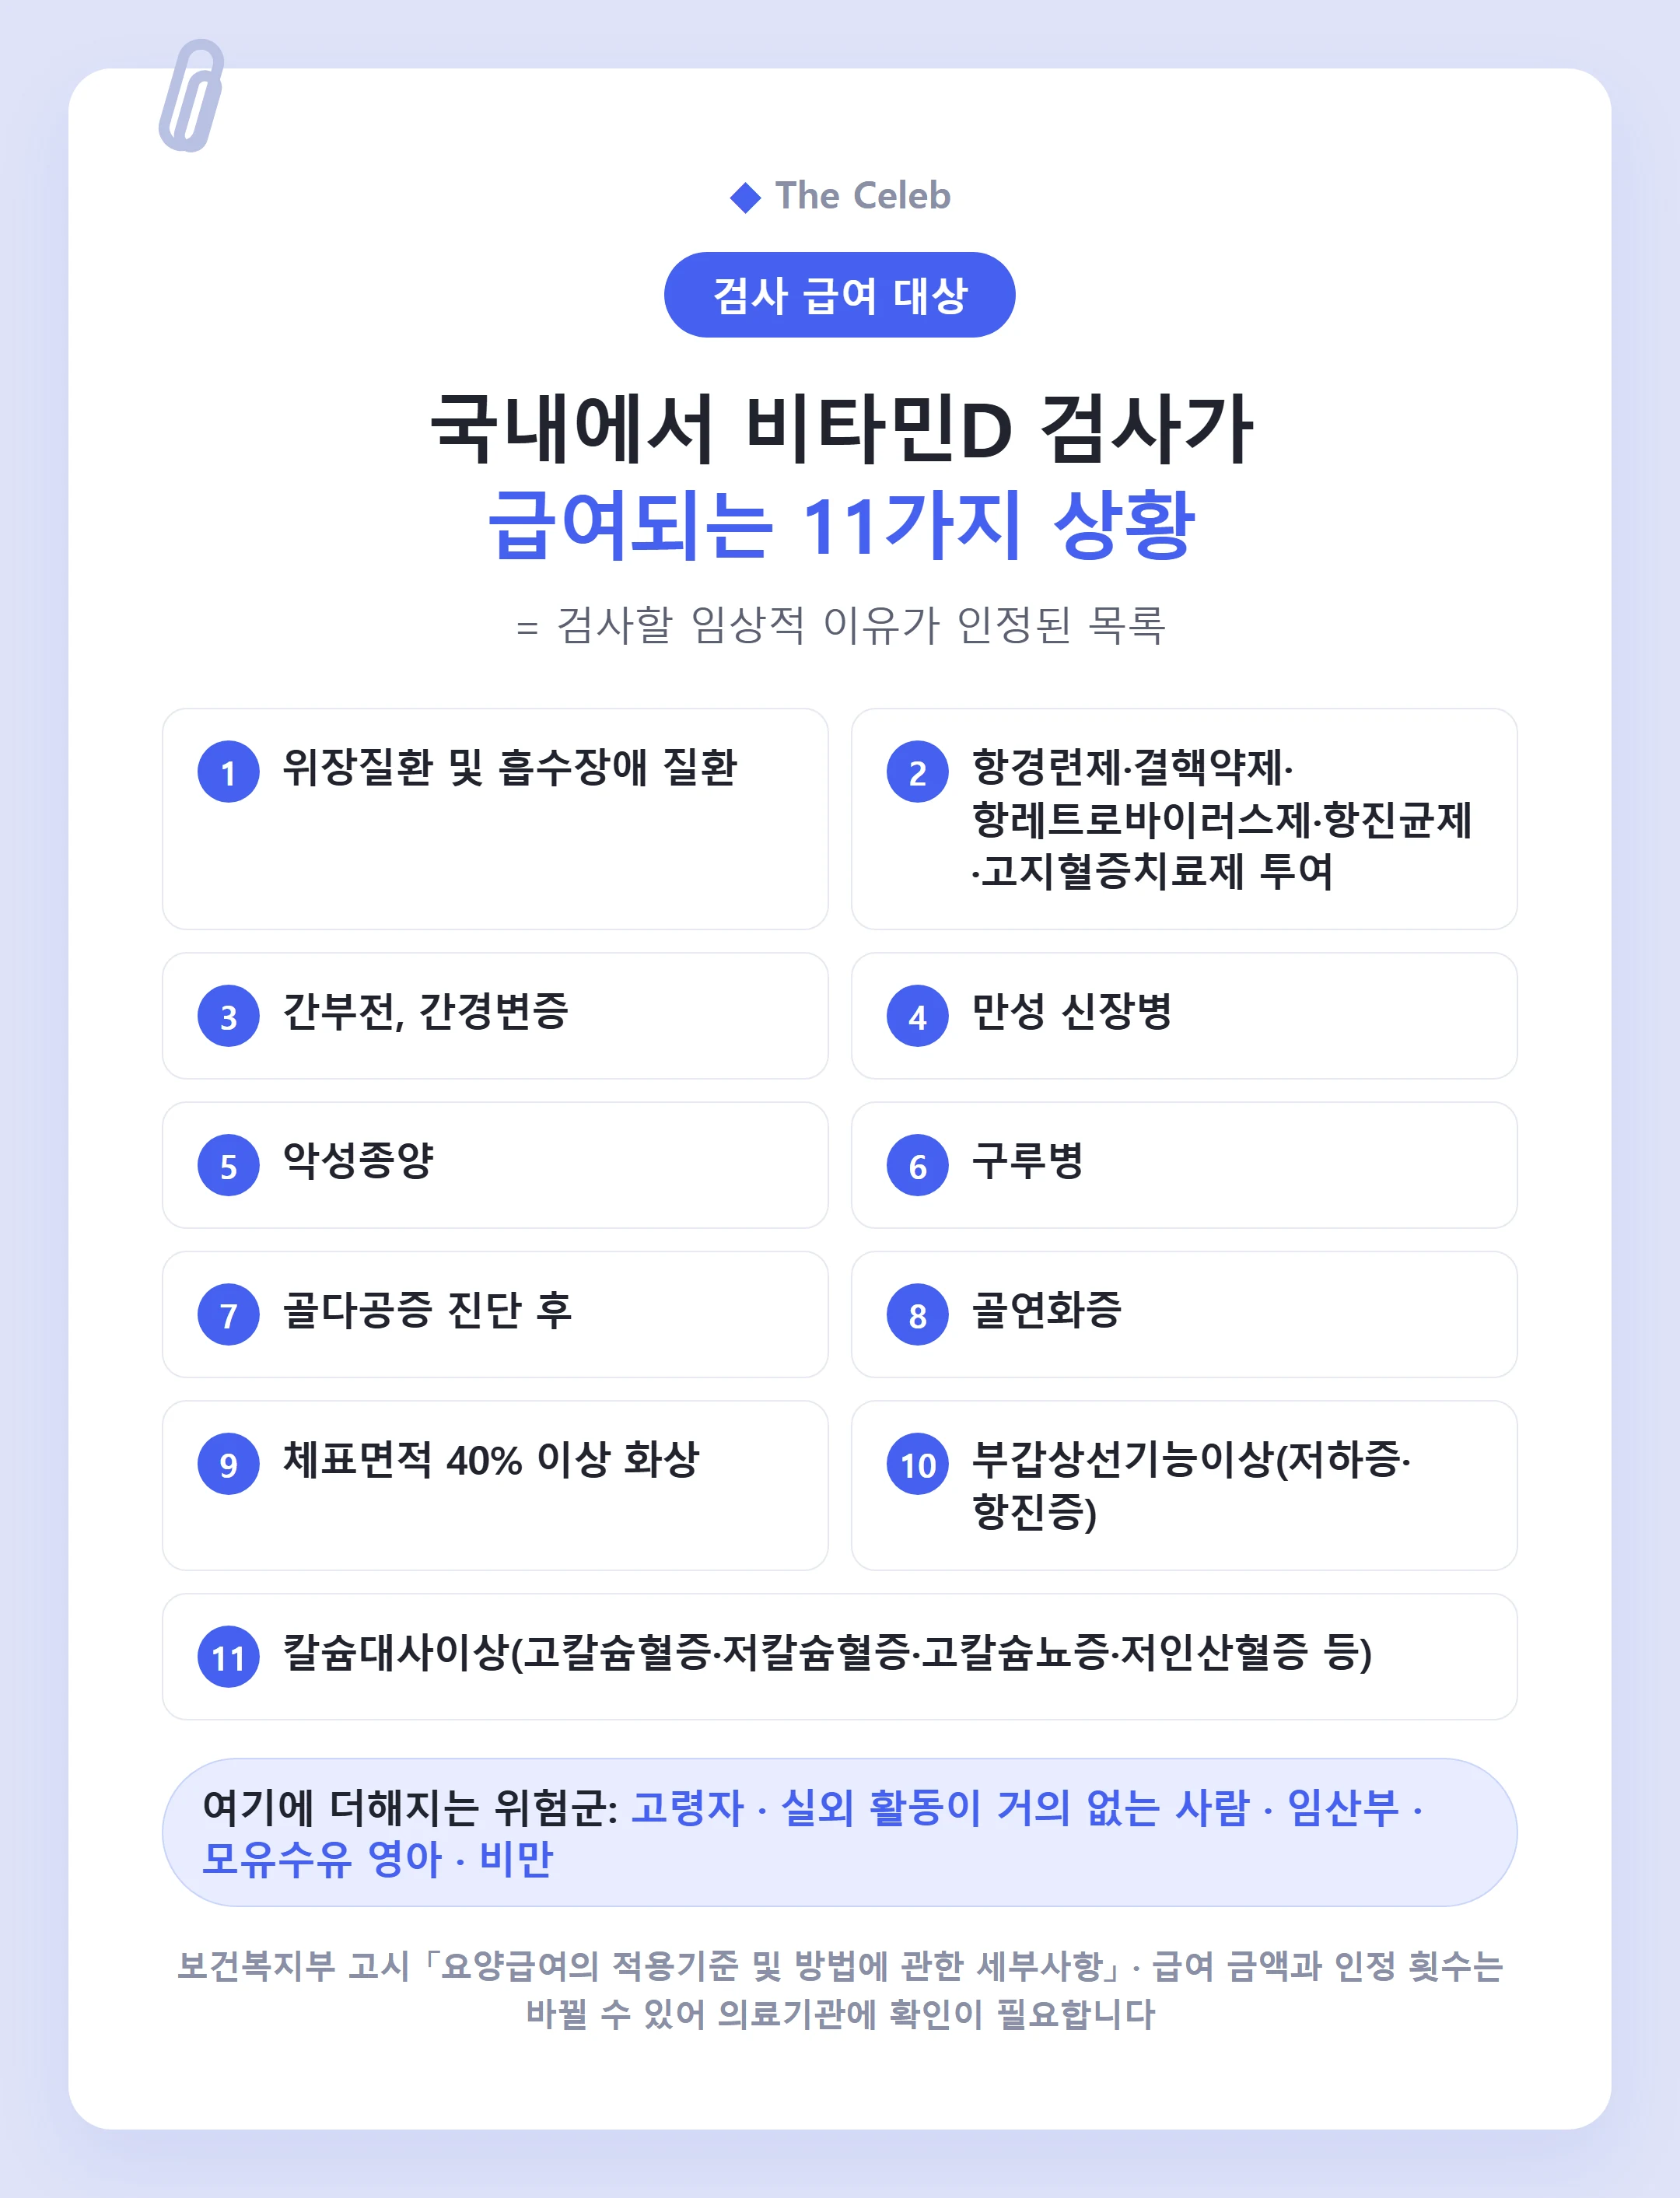 The Celeb
검사 급여 대상
국내에서 비타민D 검사가
급여되는 11가지 상황
= 검사할 임상적 이유가 인정된 목록
1 위장질환 및 흡수장애 질환
2 항경련제·결핵약제·
항레트로바이러스제·항진균제
·고지혈증치료제 투여
3 간부전, 간경변증
4 만성 신장병
5 악성종양
6 구루병
7 골다공증 진단 후
8 골연화증
9 체표면적 40% 이상 화상
10 부갑상선기능이상(저하증·
항진증)
11 칼슘대사이상(고칼슘혈증·저칼슘혈증·고칼슘뇨증·저인산혈증 등)
여기에 더해지는 위험군: 고령자 · 실외 활동이 거의 없는 사람 · 임산부 ·
모유수유 영아 · 비만
보건복지부 고시 「요양급여의 적용기준 및 방법에 관한 세부사항」 · 급여 금액과 인정 횟수는
바뀔 수 있어 의료기관에 확인이 필요합니다